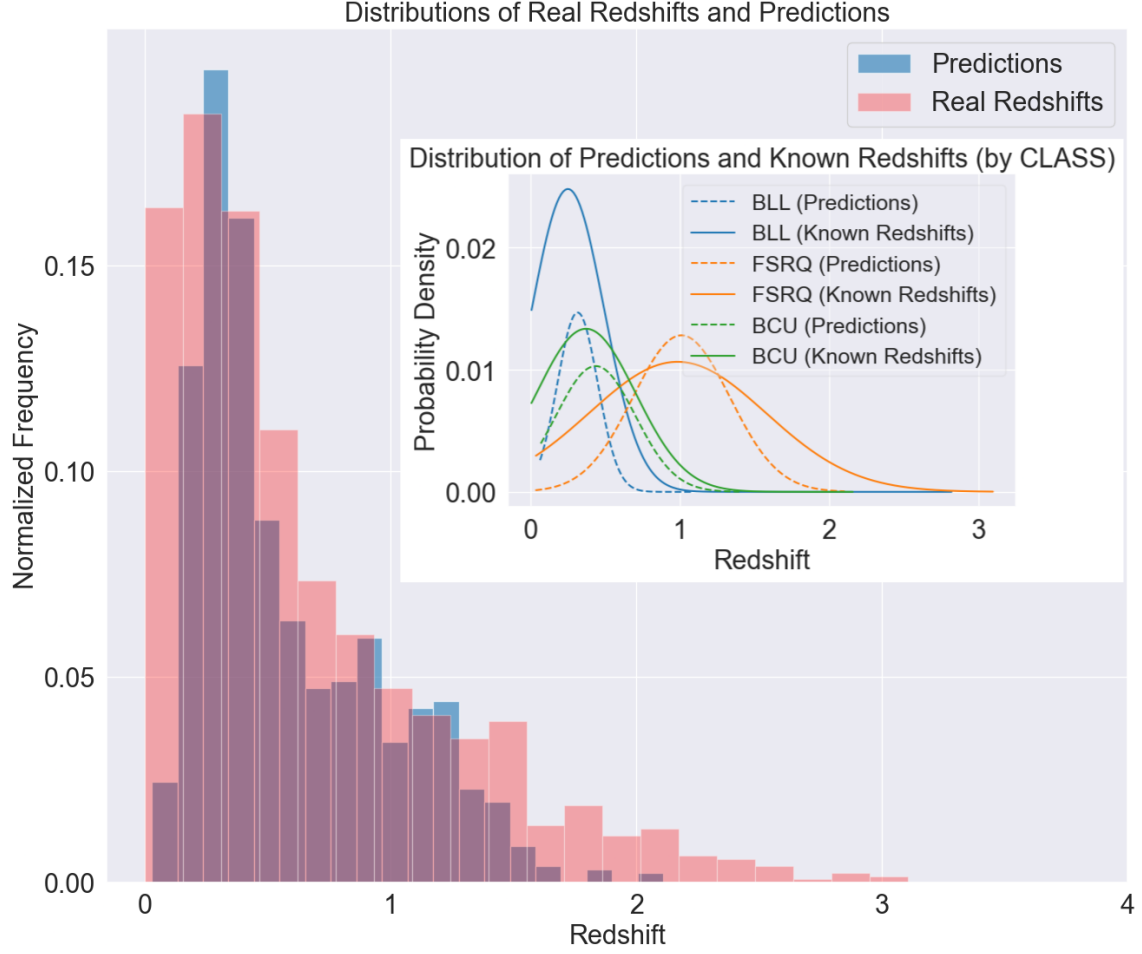 Distributions of Real Redshifts and Predictions
Predictions
Real Redshifts
Distribution of Predictions and Known Redshifts (by CLASS)
BLL (Predictions)
BLL (Known Redshifts)
FSRQ (Predictions)
FSRQ (Known Redshifts)
BCU (Predictions)
BCU (Known Redshifts)
Probability Density
0.02
0.01
0.00
0 1 2 3
Redshift
Normalized Frequency
0.15
0.10
0.05
0.00
0 1 2 3 4
Redshift